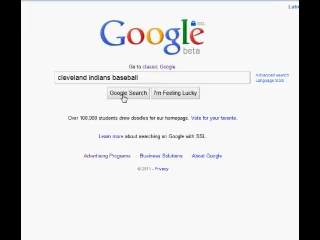 Google SSL
beta
Go to classic Google
cleveland indians baseball
Advanced search
Language tools
Google Search
I'm Feeling Lucky
Over 100,000 students drew doodles for our homepage. Vote for your favorite.
Learn more about searching on Google with SSL.
Advertising Programs
Business Solutions
About Google
© 2011 - Privacy